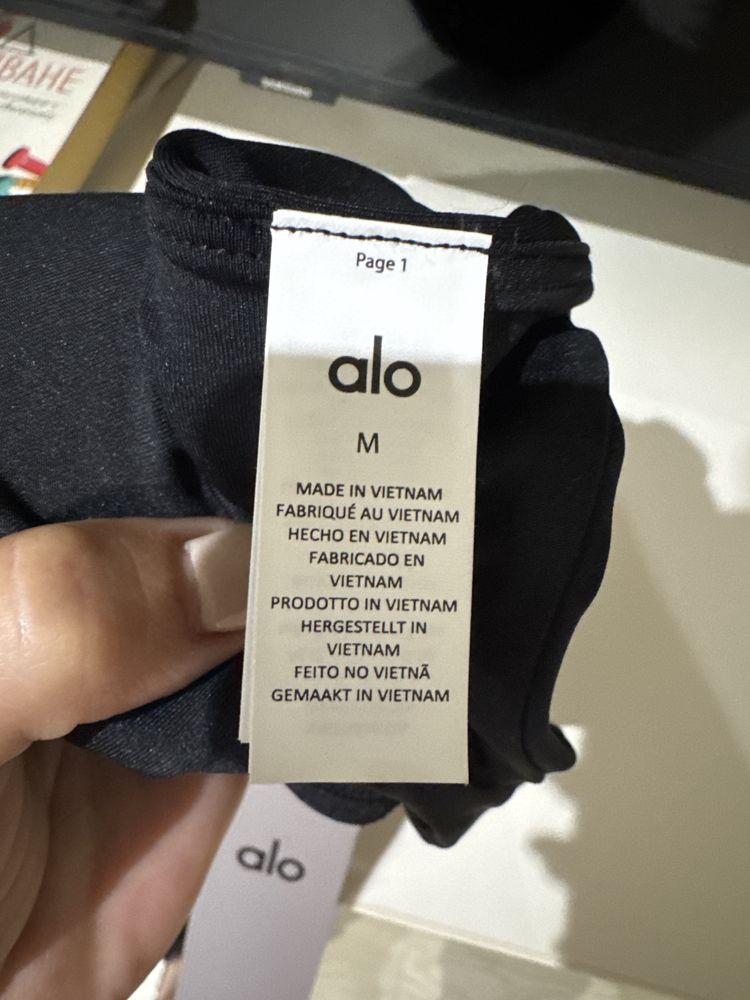 ВАНЕ
Page 1
alo
M
MADE IN VIETNAM
FABRIQUÉ AU VIETNAM
HECHO EN VIETNAM
FABRICADO EN
VIETNAM
PRODOTTO IN VIETNAM
HERGESTELLT IN
VIETNAM
FEITO NO VIETNÃ
GEMAAKT IN VIETNAM
alo